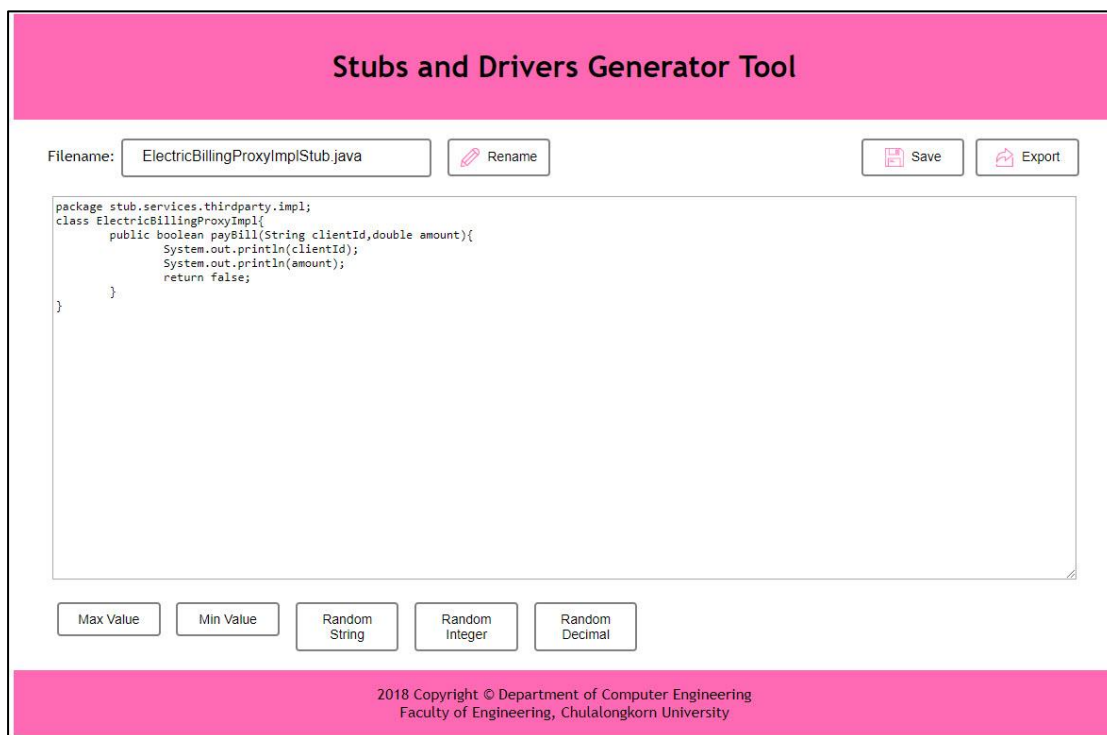 Stubs and Drivers Generator Tool
Filename: ElectricBillingProxyImplStub.java Rename Save Export
package stub.services.thirdparty.impl;
class ElectricBillingProxyImpl{
public boolean payBill(String clientId,double amount){
System.out.println(clientId);
System.out.println(amount);
return false;
}
}
Max Value Min Value Random String Random Integer Random Decimal
2018 Copyright © Department of Computer Engineering
Faculty of Engineering, Chulalongkorn University